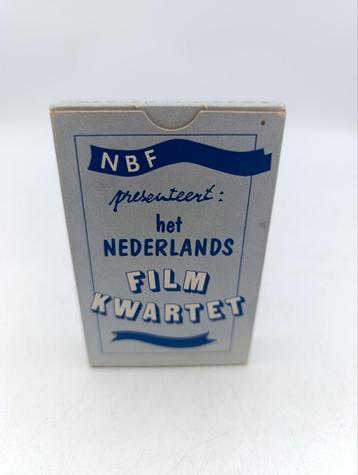 NBF
presenteert:
het
NEDERLANDS
FILM
KWARTET